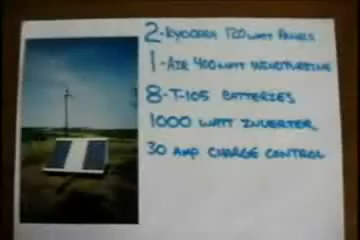 2-KYOCERA 120 WATT PANELS
1-AIR 400 WATT WINDTURBINE
8-T-105 BATTERIES
1000 WATT INVERTER
30 AMP CHARGE CONTROL